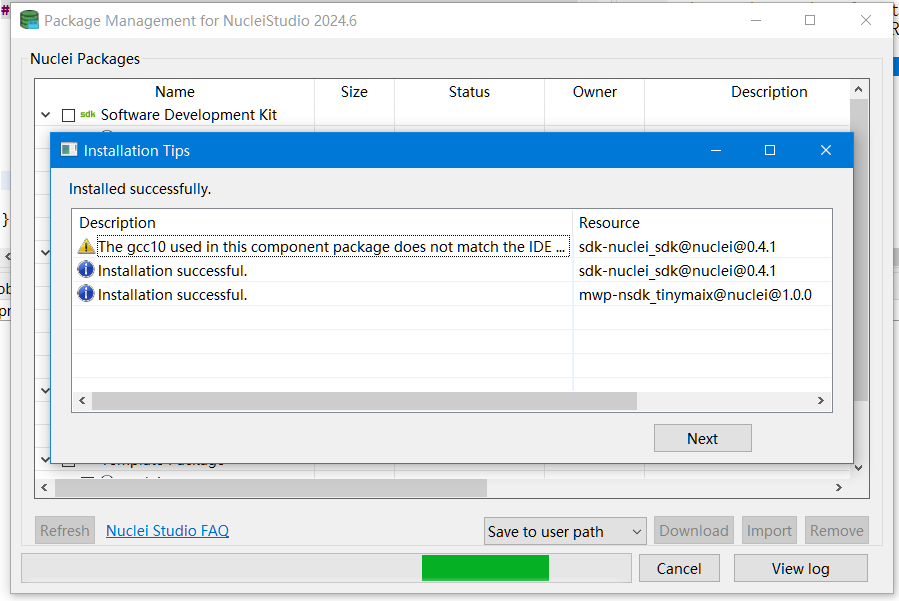 #
Package Management for NucleiStudio 2024.6
Nuclei Packages
Name Size Status Owner Description
sdk Software Development Kit
Installation Tips
Installed successfully.
Description Resource
The gcc10 used in this component package does not match the IDE ... sdk-nuclei_sdk@nuclei@0.4.1
Installation successful. sdk-nuclei_sdk@nuclei@0.4.1
Installation successful. mwp-nsdk_tinymaix@nuclei@1.0.0
}
Next
Refresh Nuclei Studio FAQ Save to user path Download Import Remove
Cancel View log